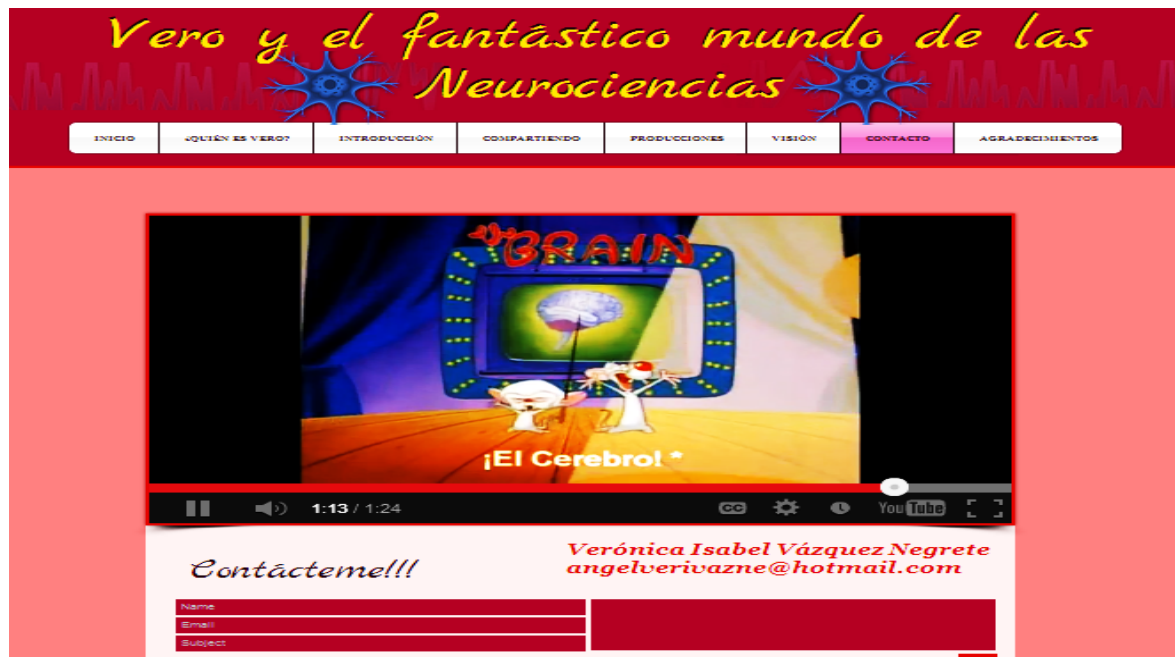 Vero y el fantástico mundo de las
Neurociencias
INICIO
¿QUIÉN ES VERO?
INTRODUCCIÓN
COMPARTIENDO
PRODUCCIONES
VISIÓN
CONTACTO
AGRADECIMIENTOS
BRAIN
¡El Cerebro! *
1:13 / 1:24
CC
YouTube
Contácteme!!!
Verónica Isabel Vázquez Negrete
angelverivazne@hotmail.com
Name
Email
Subject